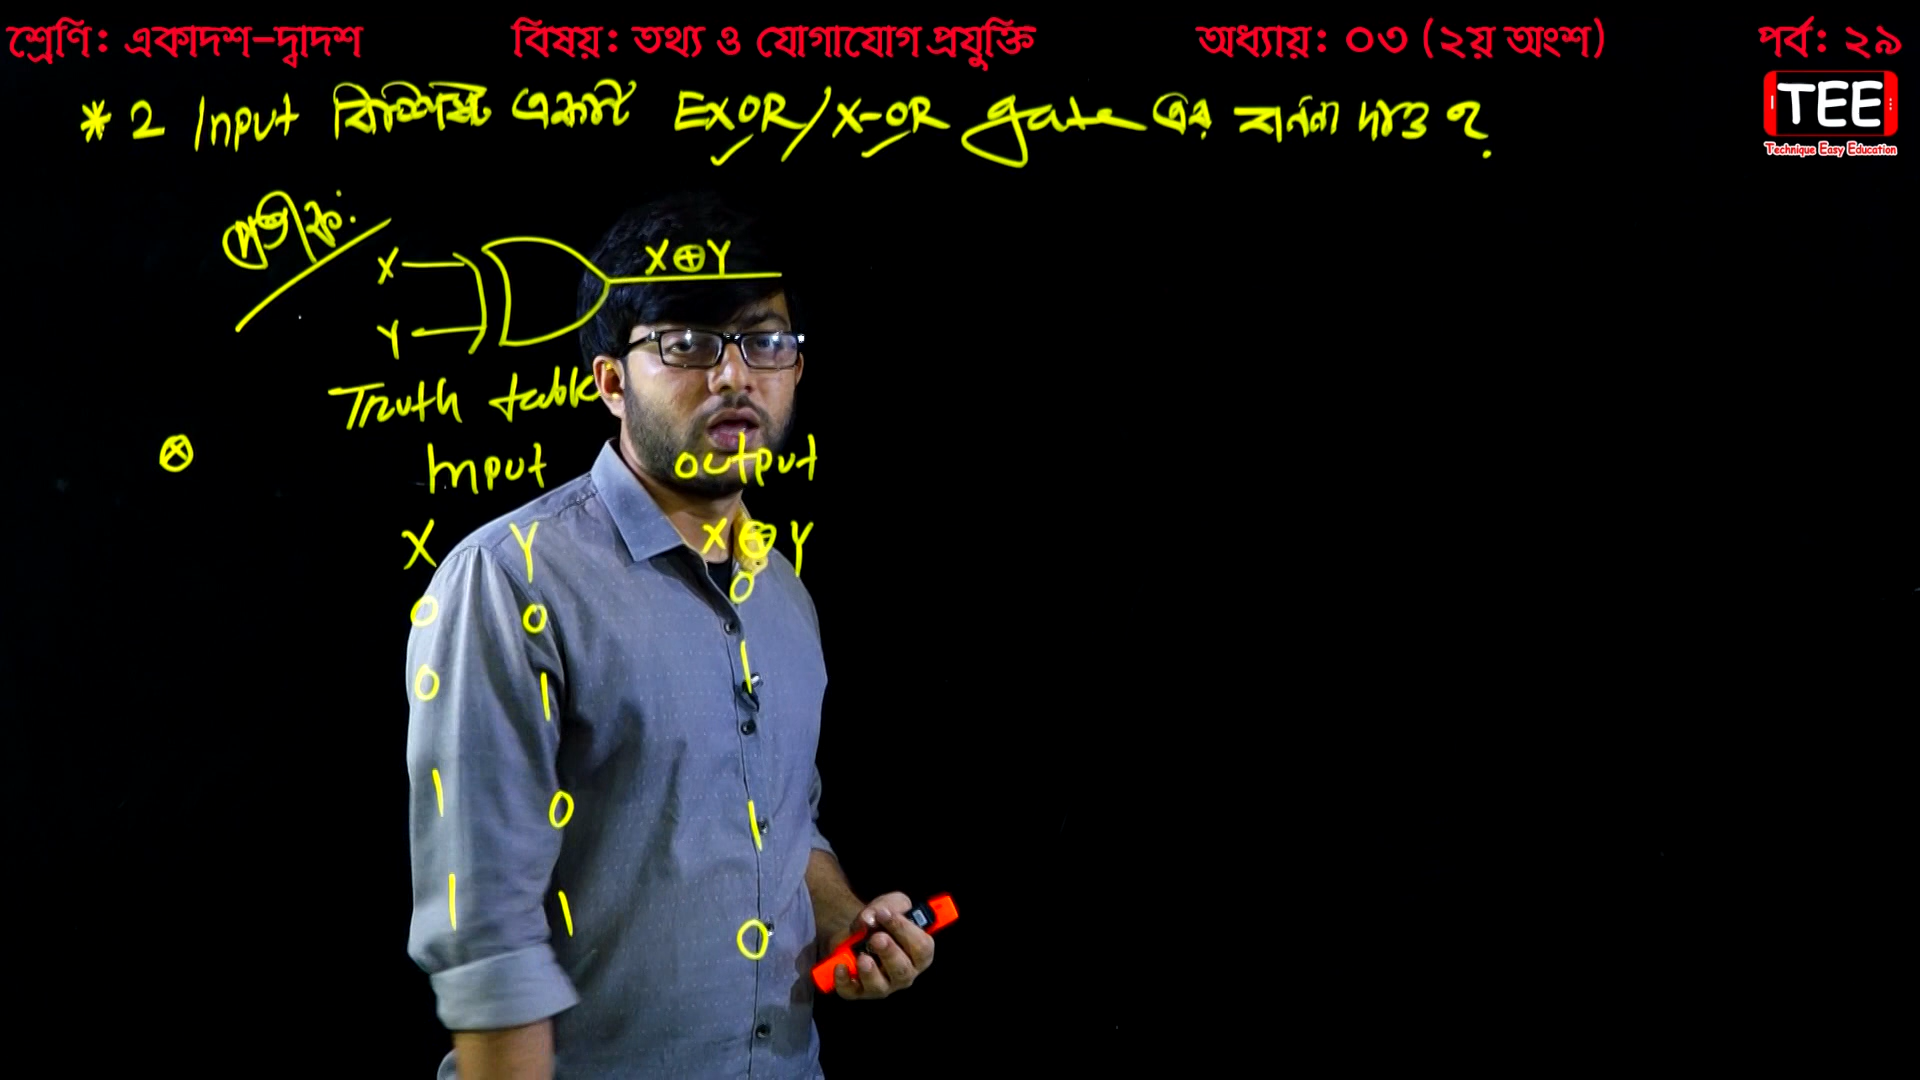 শ্রেণি: একাদশ-দ্বাদশ বিষয়: তথ্য ও যোগাযোগ প্রযুক্তি অধ্যায়: ০৩ (২য় অংশ) পর্ব: ২৯
TEE
Technique Easy Education
* 2 Input বিশিষ্ট একটি EXOR/X-OR gate এর বর্ননা দাও ?
প্রতীক:
X X⊕Y
Y
Truth table
⊗
Input output
X Y X⊕Y
0 0 0
0 1 1
1 0 1
1 1 0